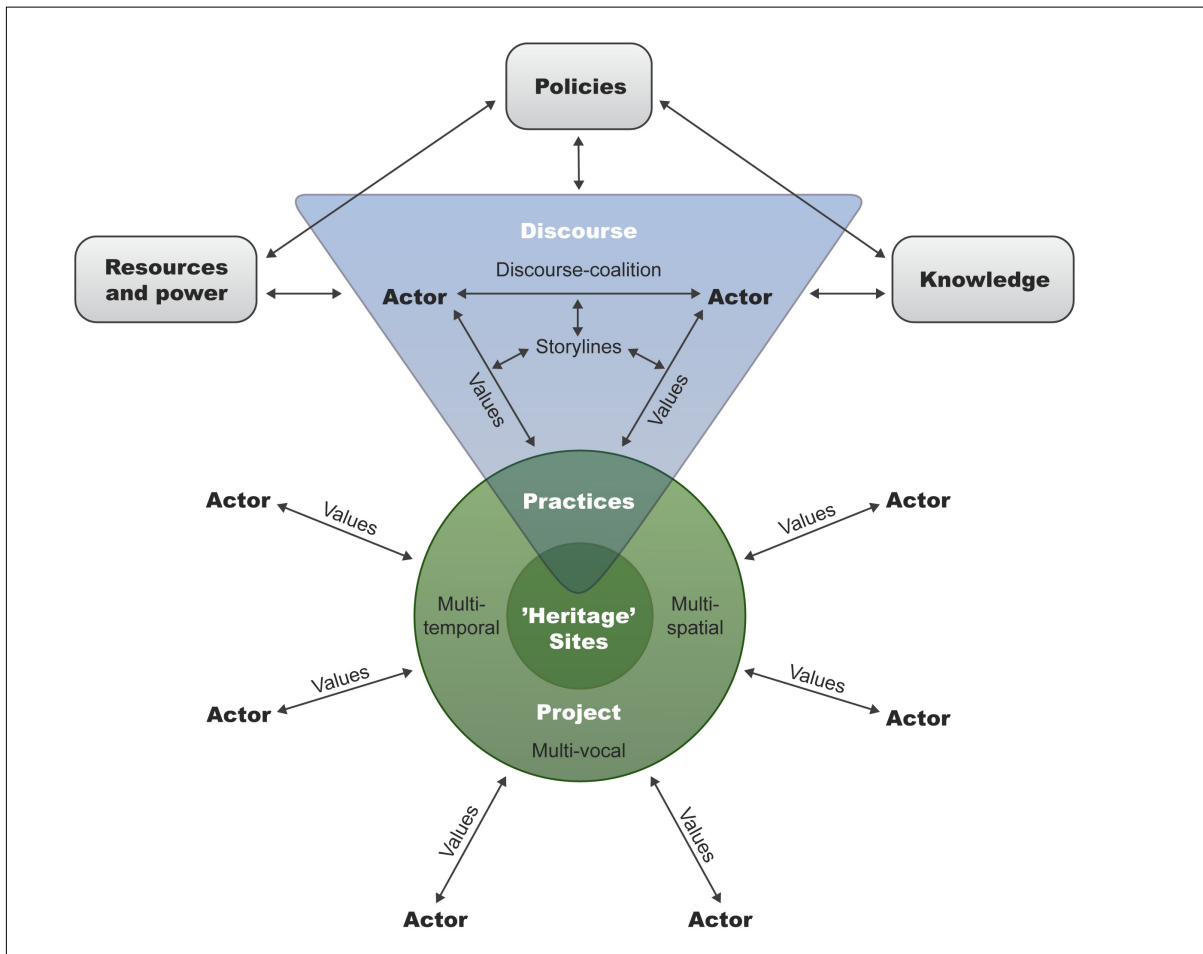 Policies
Discourse
Resources
and power
Discourse-coalition
Knowledge
Actor
Actor
Storylines
Values
Values
Actor
Values
Practices
Values
Actor
Multi-
temporal
’Heritage’
Sites
Multi-
spatial
Actor
Values
Project
Multi-vocal
Values
Actor
Values
Values
Actor
Actor